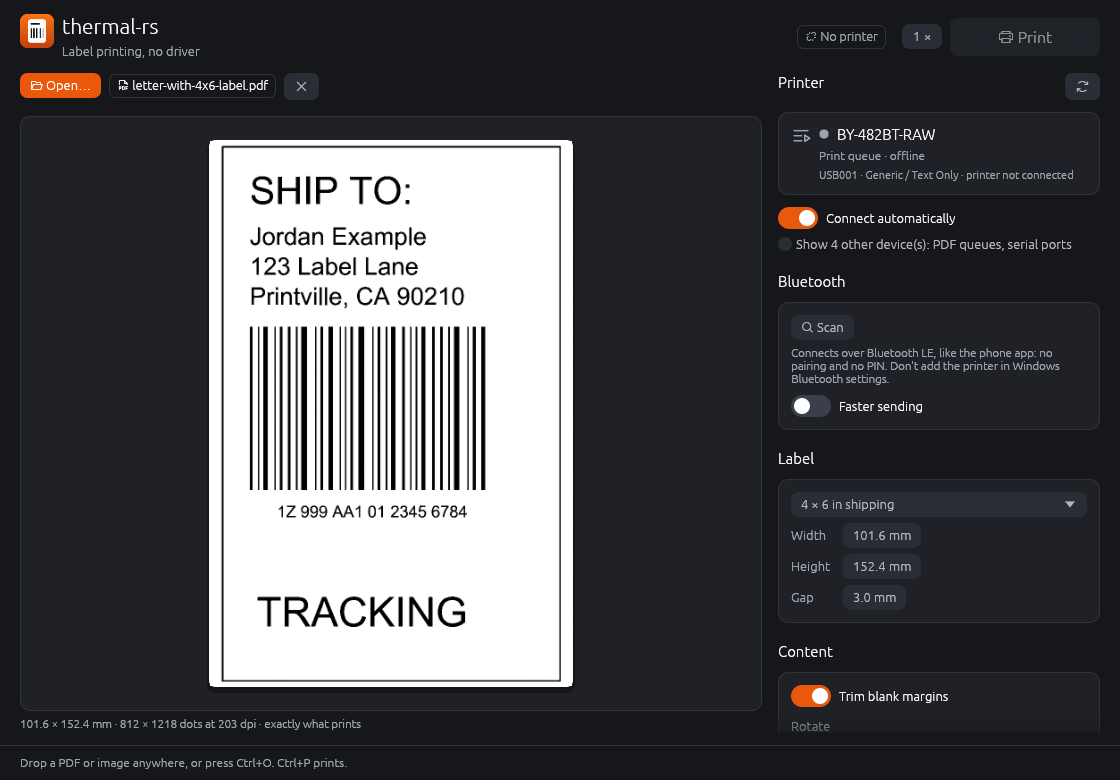 thermal-rs
Label printing, no driver
No printer
1 ×
Print
Open...
letter-with-4x6-label.pdf
SHIP TO:
Jordan Example
123 Label Lane
Printville, CA 90210
1Z 999 AA1 01 2345 6784
TRACKING
101.6 × 152.4 mm · 812 × 1218 dots at 203 dpi · exactly what prints
Printer
BY-482BT-RAW
Print queue · offline
USB001 · Generic / Text Only · printer not connected
Connect automatically
Show 4 other device(s): PDF queues, serial ports
Bluetooth
Scan
Connects over Bluetooth LE, like the phone app: no
pairing and no PIN. Don't add the printer in Windows
Bluetooth settings.
Faster sending
Label
4 × 6 in shipping
Width 101.6 mm
Height 152.4 mm
Gap 3.0 mm
Content
Trim blank margins
Rotate
Drop a PDF or image anywhere, or press Ctrl+O. Ctrl+P prints.